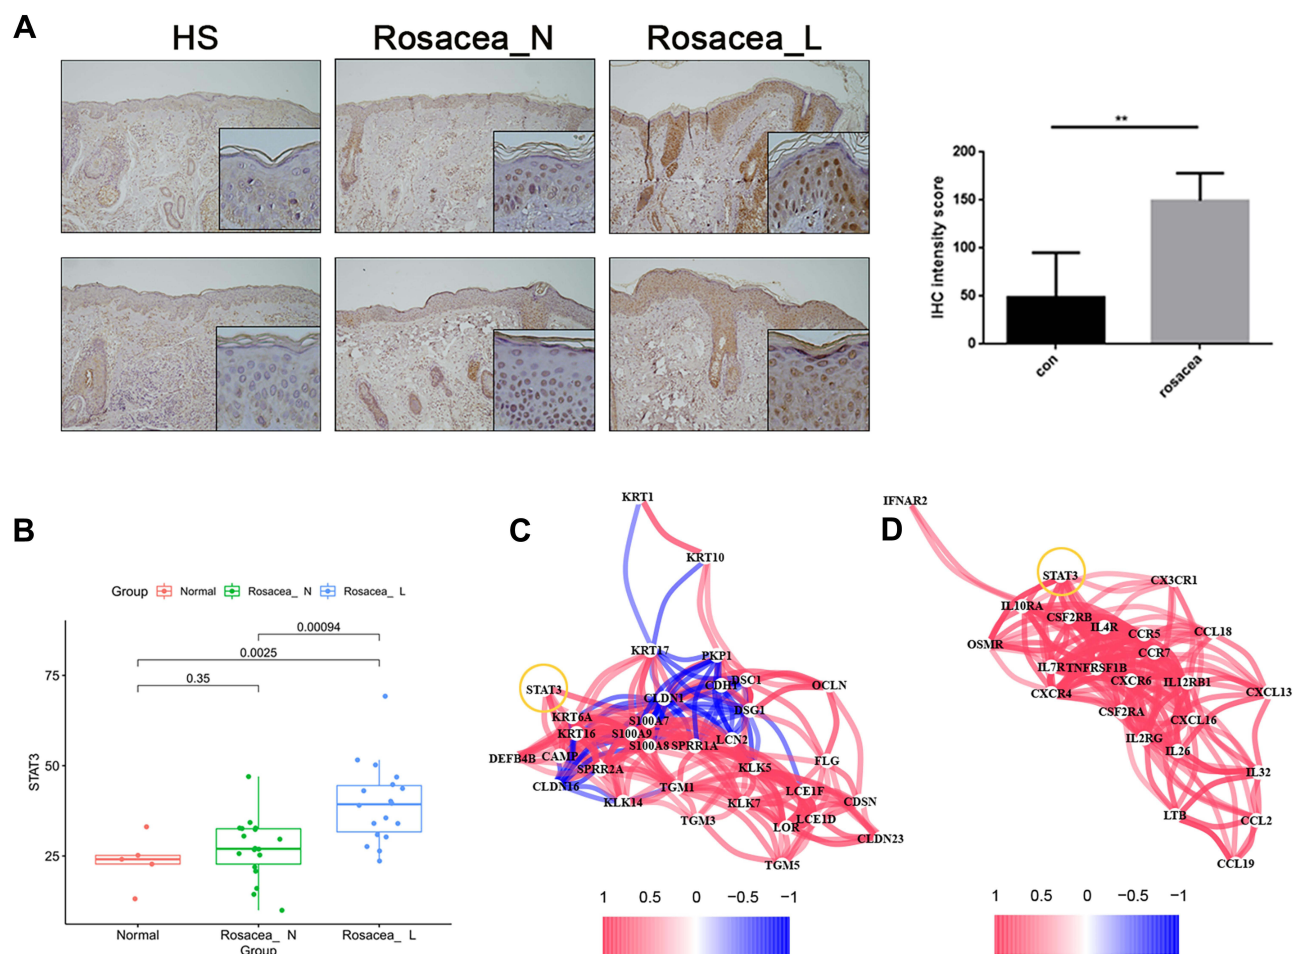 A
HS
Rosacea_N
Rosacea_L
**
200
150
100
50
0
IHC intensity score
con
rosacea
B
Group
Normal
Rosacea_ N
Rosacea_ L
0.00094
0.0025
0.35
75
50
25
STAT3
Normal
Rosacea_ N
Rosacea_ L
Group
C
KRT1
KRT10
KRT17
PKP1
STAT3
CDH1
DSC1
OCLN
CLDN1
DSG1
KRT6A
S100A7
KRT16
S100A9
LCN2
S100A8
SPRR1A
DEFB4B
CAMP
SPRR2A
KLK5
FLG
CLDN16
TGM1
LCE1F
KLK14
KLK7
CDSN
TGM3
LOR
LCE1D
CLDN23
TGM5
1
0.5
0
−0.5
−1
D
IFNAR2
STAT3
CX3CR1
IL10RA
CSF2RB
IL4R
CCR5
CCL18
OSMR
CCR7
IL7R
TNFRSF1B
CXCR6
IL12RB1
CXCR4
CXCL13
CSF2RA
CXCL16
IL2RG
IL26
IL32
LTB
CCL2
CCL19
1
0.5
0
−0.5
−1